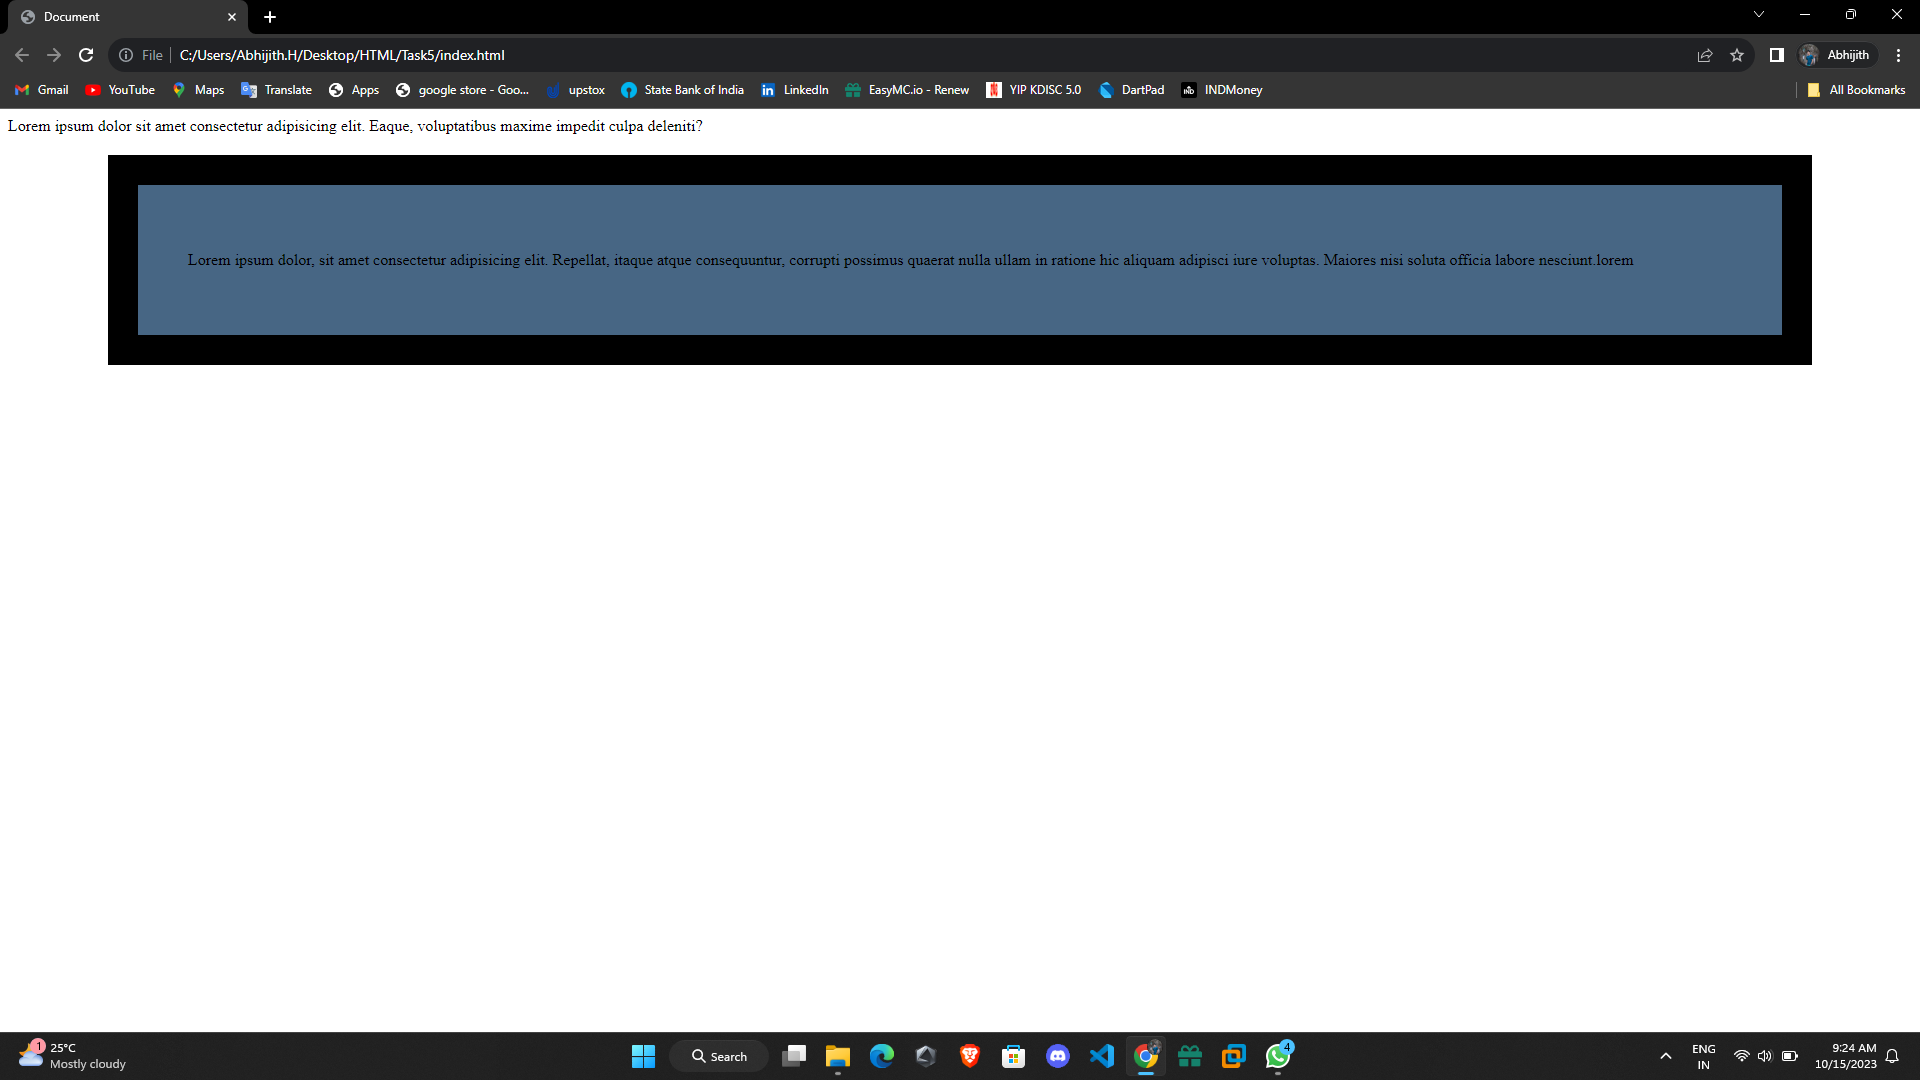 Document
File
C:/Users/Abhijith.H/Desktop/HTML/Task5/index.html
Abhijith
Gmail YouTube Maps Translate Apps google store - Goo... upstox State Bank of India LinkedIn EasyMC.io - Renew YIP KDISC 5.0 DartPad INDMoney All Bookmarks
Lorem ipsum dolor sit amet consectetur adipisicing elit. Eaque, voluptatibus maxime impedit culpa deleniti?
Lorem ipsum dolor, sit amet consectetur adipisicing elit. Repellat, itaque atque consequuntur, corrupti possimus quaerat nulla ullam in ratione hic aliquam adipisci iure voluptas. Maiores nisi soluta officia labore nesciunt.lorem
1
25°C
Mostly cloudy
Search
4
ENG
IN
9:24 AM
10/15/2023